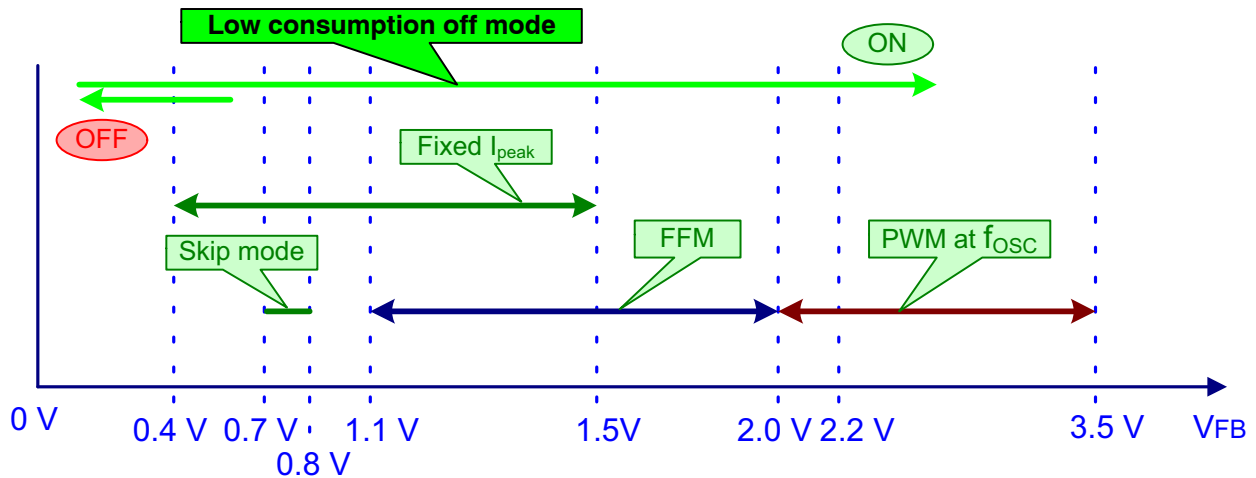 Low consumption off mode
ON
OFF
Fixed Ipeak
Skip mode
FFM
PWM at fOSC
0 V
0.4 V
0.7 V
0.8 V
1.1 V
1.5V
2.0 V
2.2 V
3.5 V
VFB